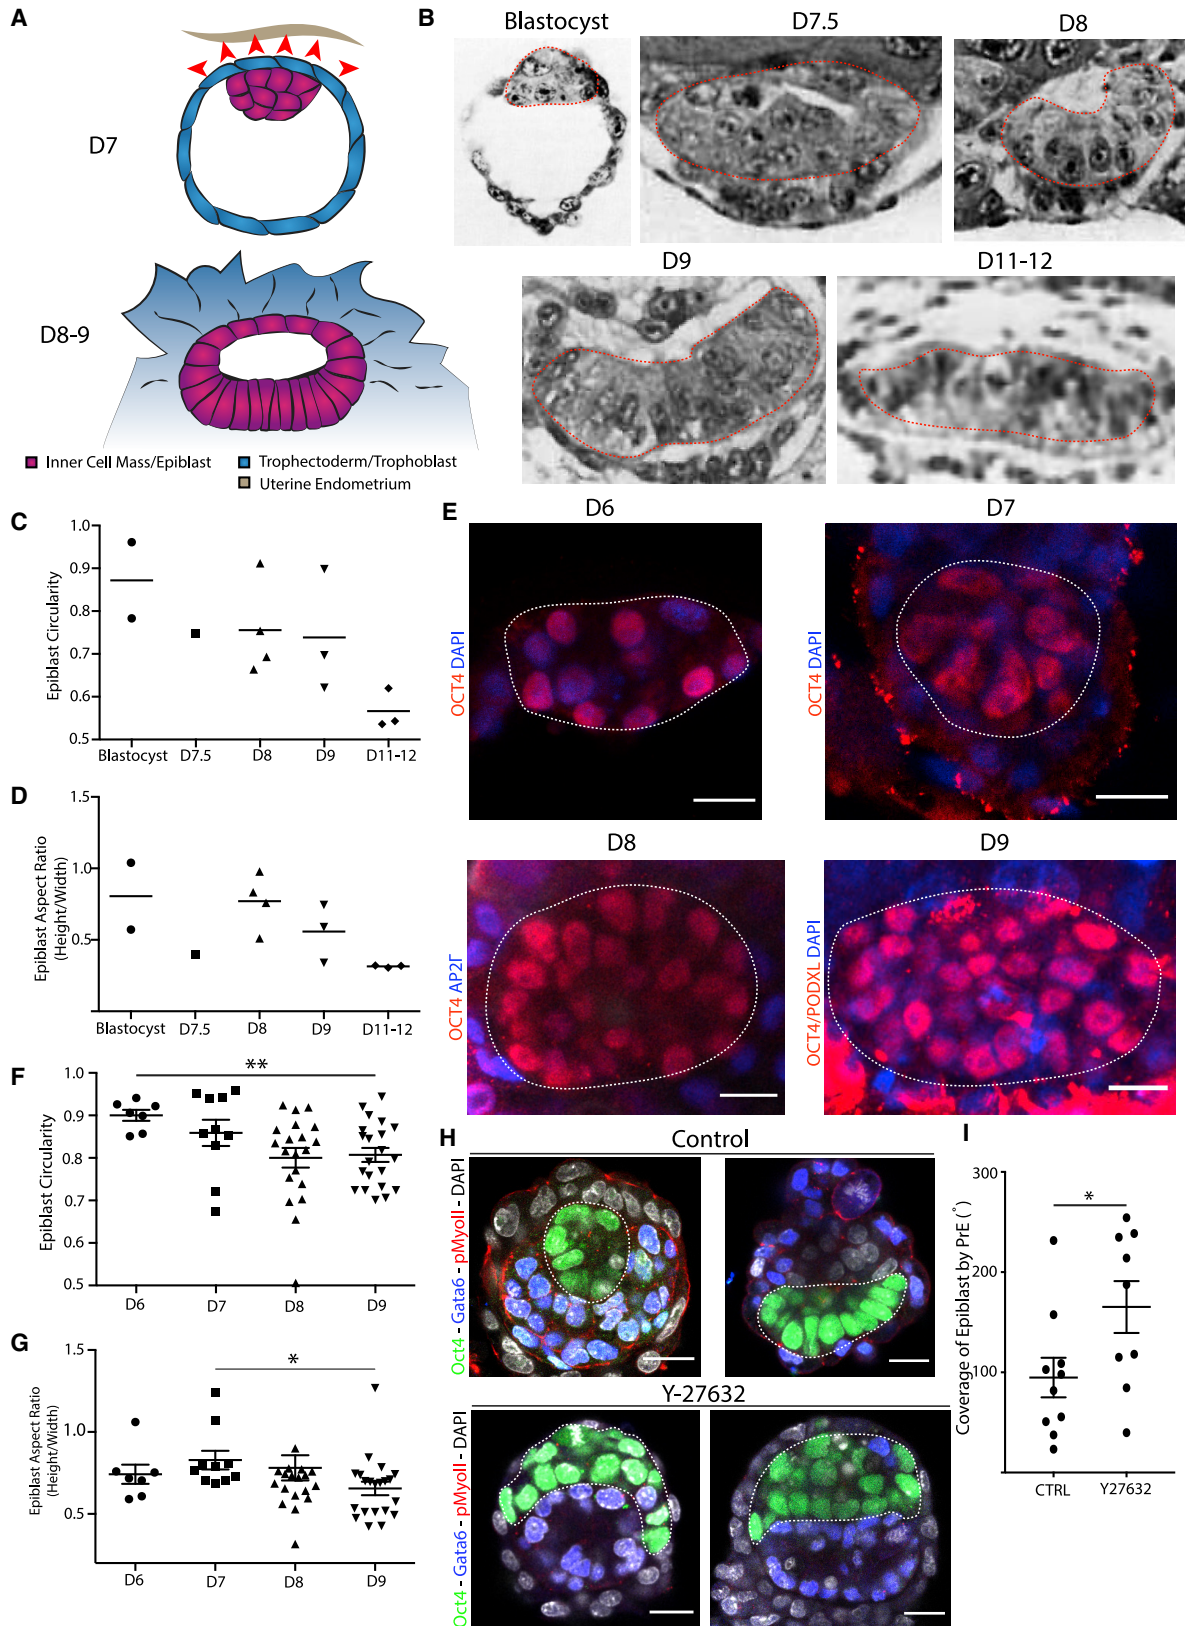 A
D7
D8-9
Inner Cell Mass/Epiblast
Trophectoderm/Trophoblast
Uterine Endometrium
B
Blastocyst
D7.5
D8
D9
D11-12
C
Epiblast Circularity
1.0
0.9
0.8
0.7
0.6
0.5
Blastocyst
D7.5
D8
D9
D11-12
D
Epiblast Aspect Ratio
(Height/Width)
1.5
1.0
0.5
Blastocyst
D7.5
D8
D9
D11-12
E
D6
OCT4 DAPI
D7
OCT4 DAPI
D8
OCT4 AP2Γ
D9
OCT4/PODXL DAPI
F
Epiblast Circularity
1.0
0.9
0.8
0.7
0.6
0.5
**
D6
D7
D8
D9
G
Epiblast Aspect Ratio
(Height/Width)
1.5
1.0
0.5
*
D6
D7
D8
D9
H
Control
Oct4 - Gata6 - pMyoII - DAPI
Y-27632
Oct4 - Gata6 - pMyoII - DAPI
I
Coverage of Epiblast by PrE (°)
300
200
100
*
CTRL
Y27632